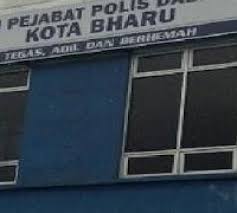 PEJABAT POLIS
KOTA BHARU
TEGAS, ADIL DAN BERHEMAH